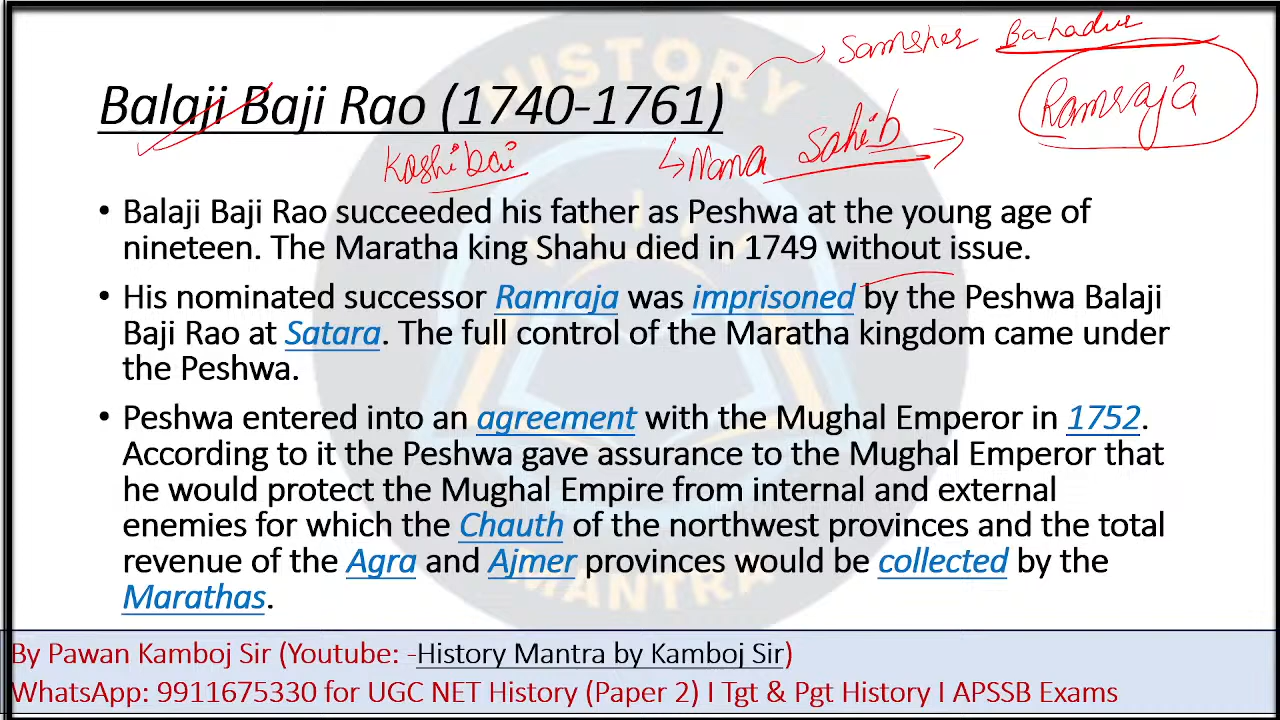 Samsher Bahadur
Balaji Baji Rao (1740-1761)
Ramraja
Kashibai
Nana Sahib
• Balaji Baji Rao succeeded his father as Peshwa at the young age of
nineteen. The Maratha king Shahu died in 1749 without issue.
• His nominated successor Ramraja was imprisoned by the Peshwa Balaji
Baji Rao at Satara. The full control of the Maratha kingdom came under
the Peshwa.
• Peshwa entered into an agreement with the Mughal Emperor in 1752.
According to it the Peshwa gave assurance to the Mughal Emperor that
he would protect the Mughal Empire from internal and external
enemies for which the Chauth of the northwest provinces and the total
revenue of the Agra and Ajmer provinces would be collected by the
Marathas.
HISTORY
MANTRA
By Pawan Kamboj Sir (Youtube: -History Mantra by Kamboj Sir)
WhatsApp: 9911675330 for UGC NET History (Paper 2) I Tgt & Pgt History I APSSB Exams